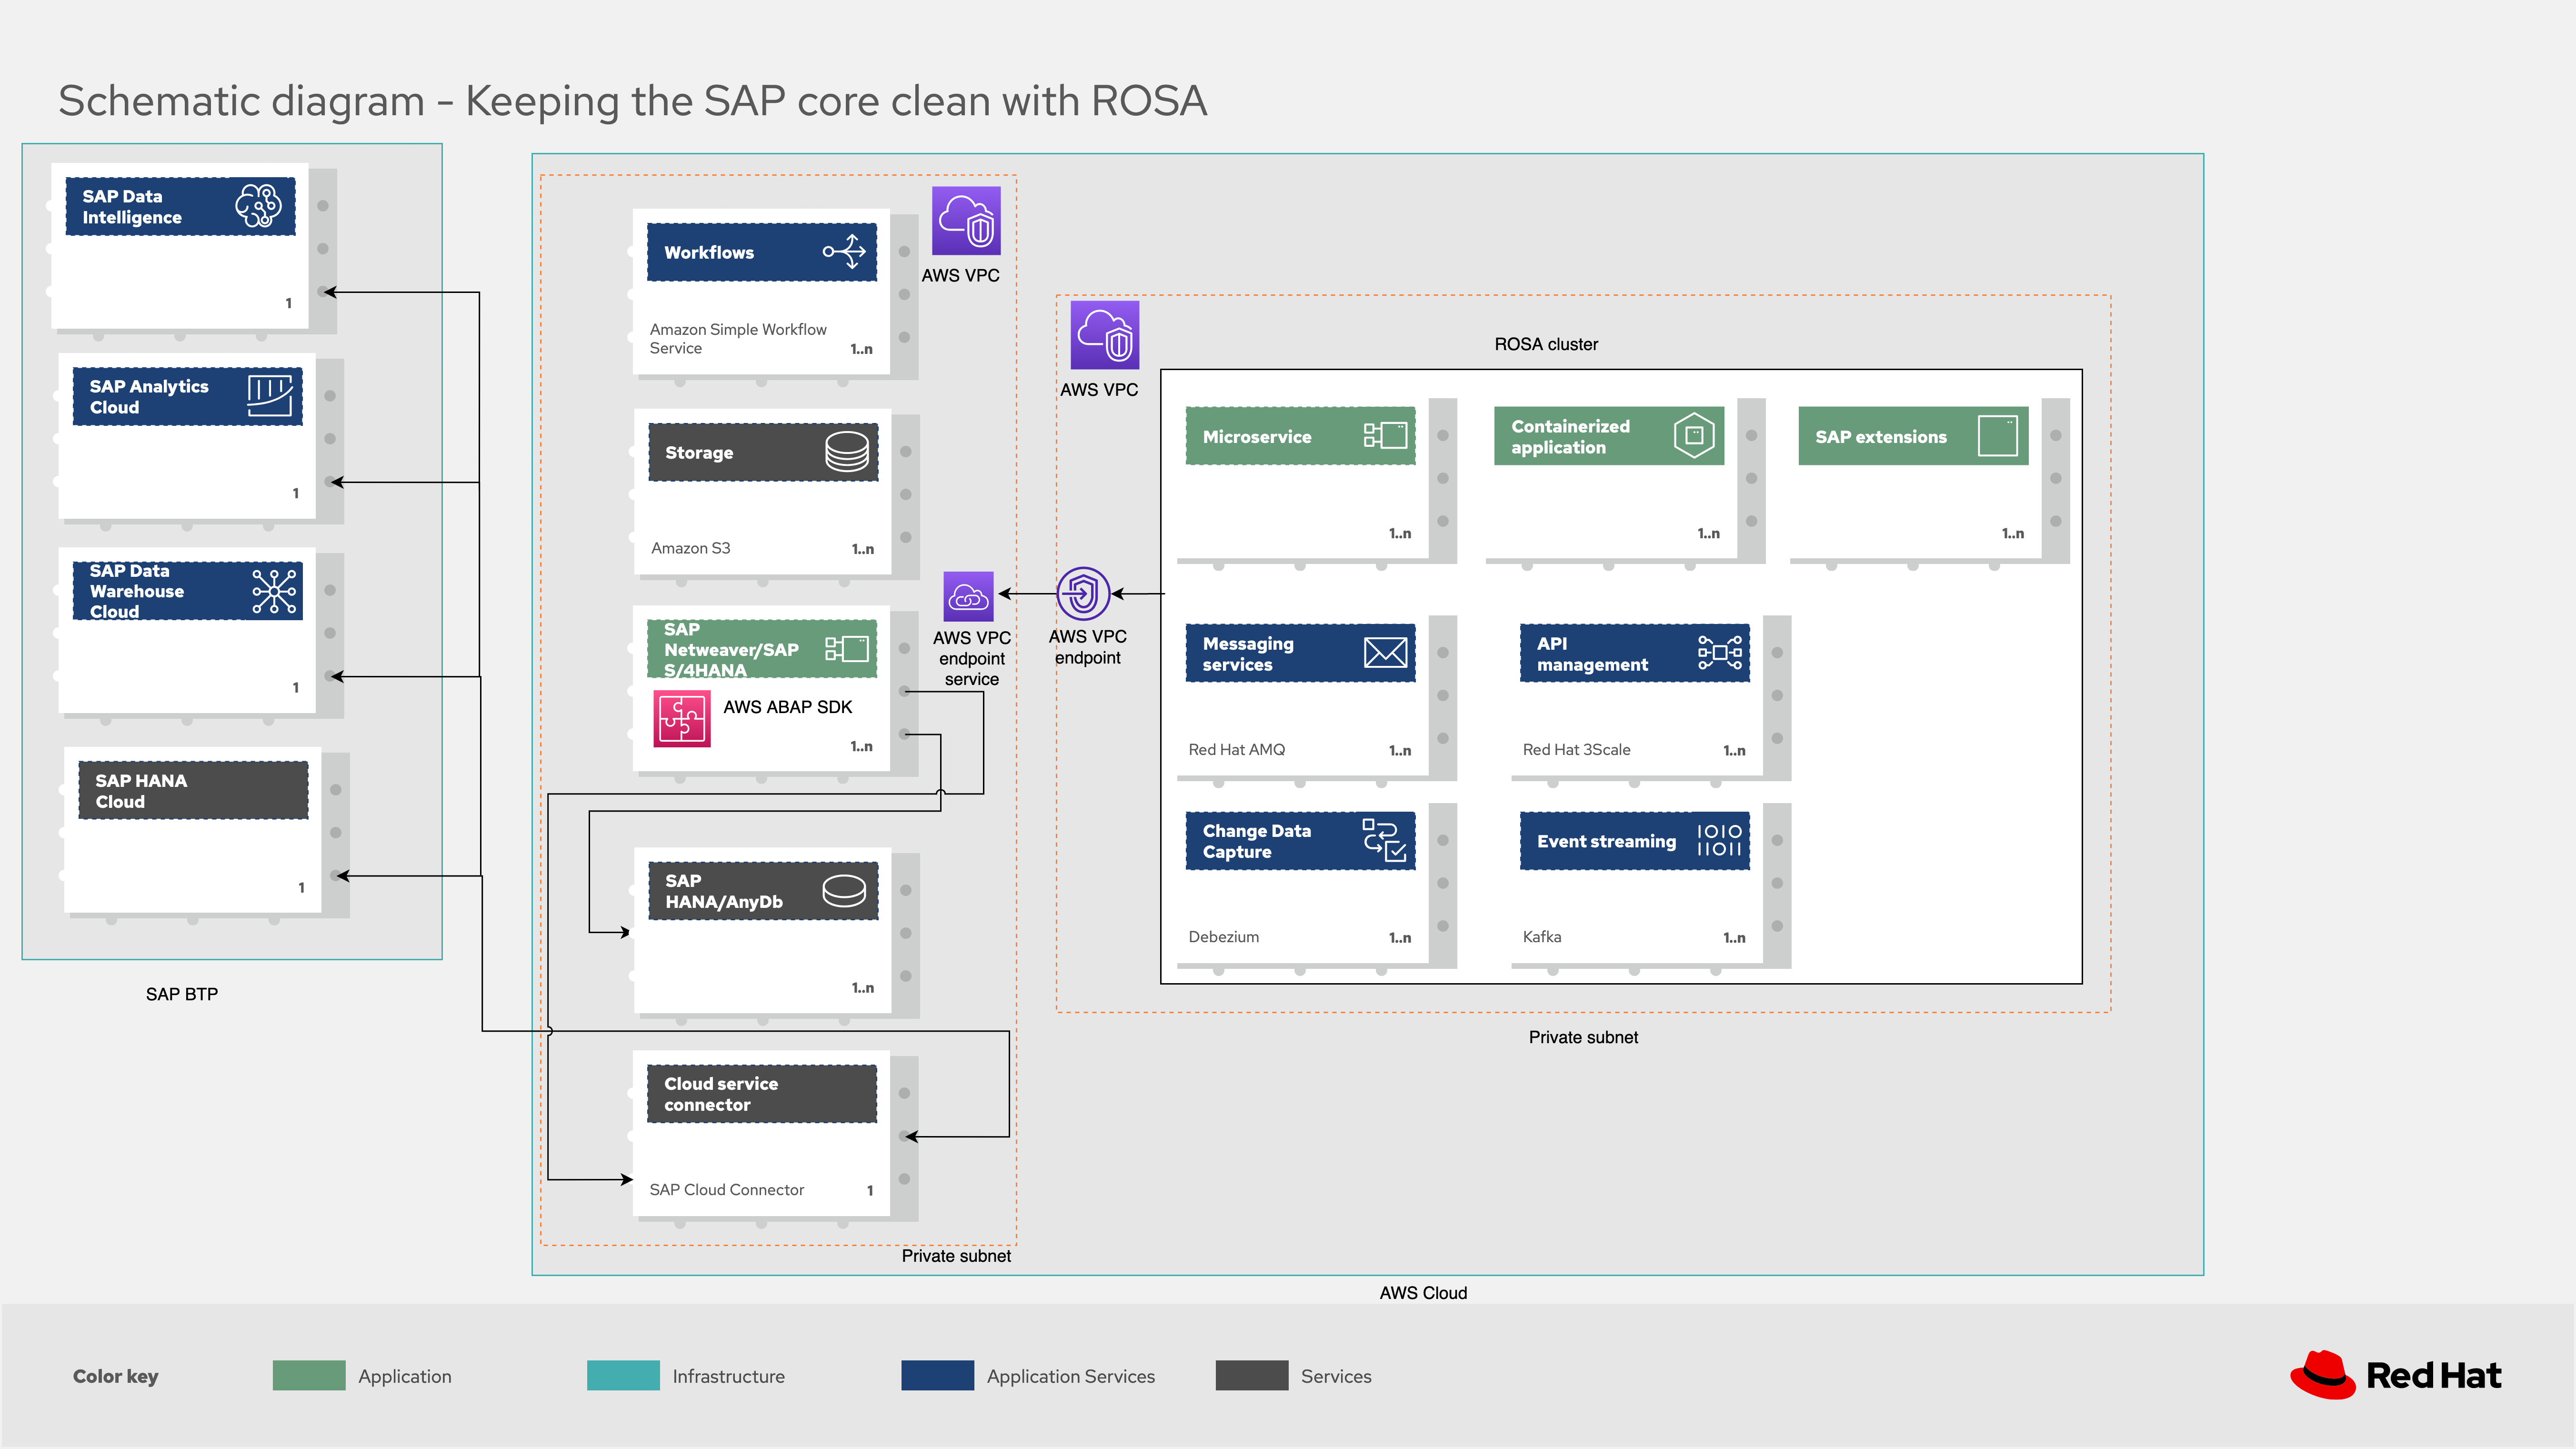 Schematic diagram - Keeping the SAP core clean with ROSA
SAP Data
Intelligence
1
SAP Analytics
Cloud
1
SAP Data
Warehouse
Cloud
1
SAP HANA
Cloud
1
SAP BTP
Workflows
Amazon Simple Workflow
Service
1..n
AWS VPC
Storage
Amazon S3
1..n
SAP
Netweaver/SAP
S/4HANA
AWS ABAP SDK
1..n
AWS VPC
endpoint
service
AWS VPC
endpoint
SAP
HANA/AnyDb
1..n
Cloud service
connector
SAP Cloud Connector
1
Private subnet
AWS VPC
ROSA cluster
Microservice
1..n
Containerized
application
1..n
SAP extensions
1..n
Messaging
services
Red Hat AMQ
1..n
API
management
Red Hat 3Scale
1..n
Change Data
Capture
Debezium
1..n
Event streaming
IOIO
IIOII
Kafka
1..n
Private subnet
AWS Cloud
Color key
Application
Infrastructure
Application Services
Services
Red Hat